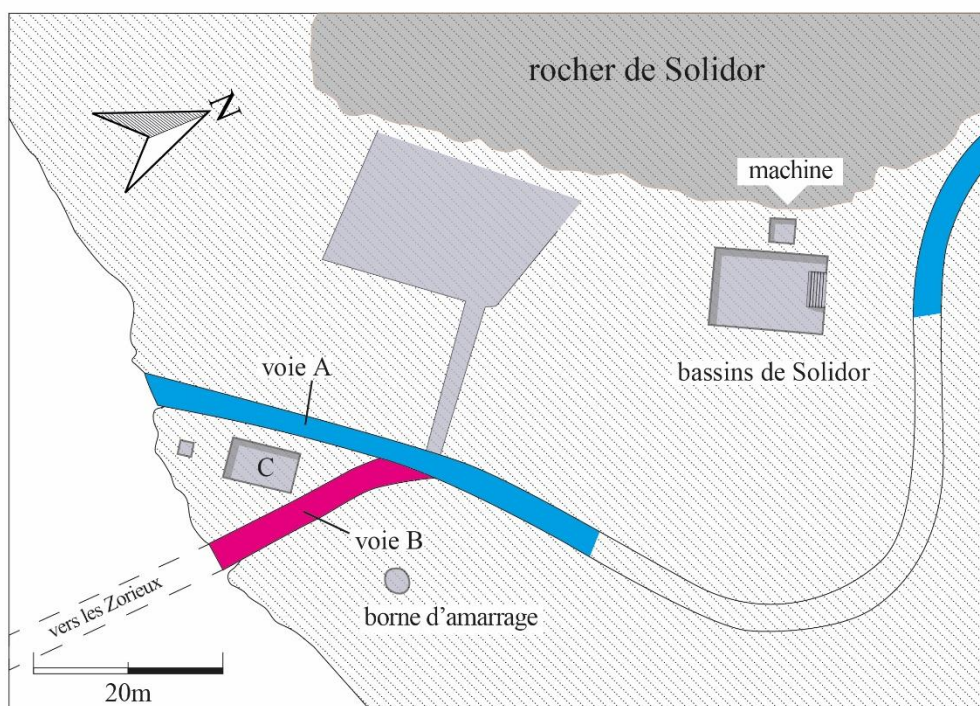 rocher de Solidor
N
machine
voie A
bassins de Solidor
C
voie B
vers les Zorieux
borne d'amarrage
20m